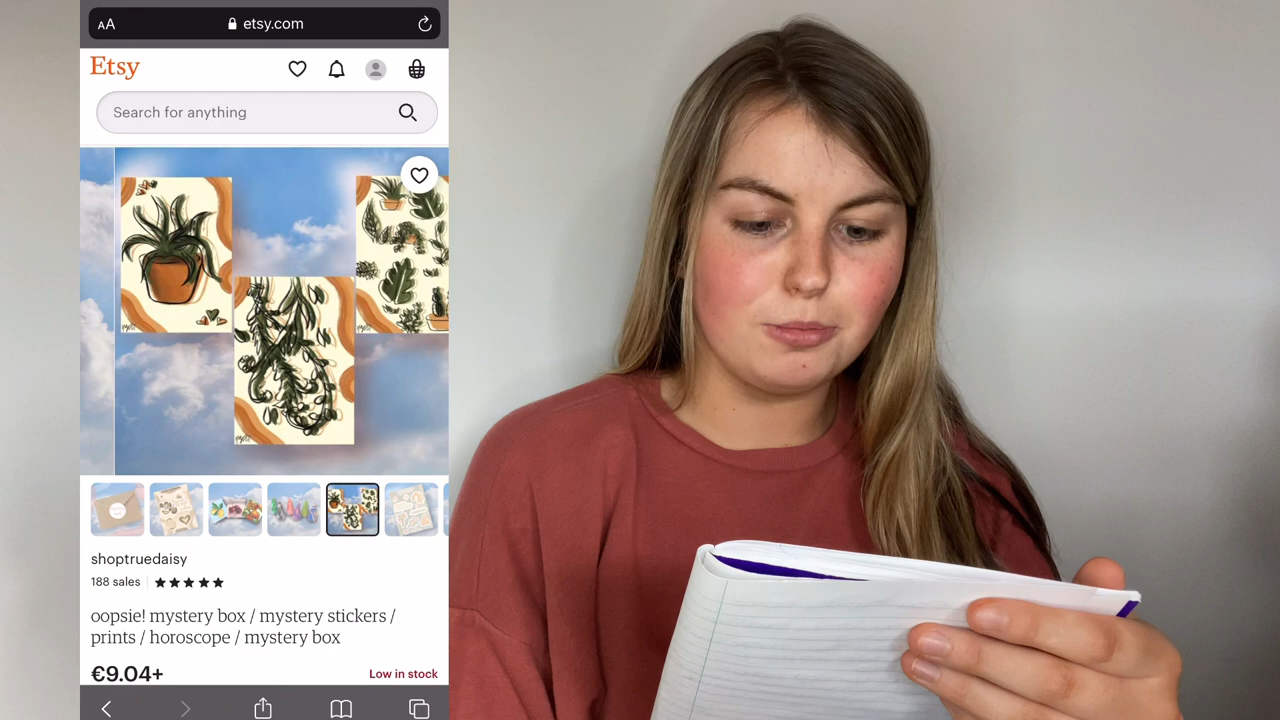 AA
etsy.com
Etsy
Search for anything
shoptruedaisy
188 sales
oopsie! mystery box / mystery stickers /
prints / horoscope / mystery box
€9.04+
Low in stock